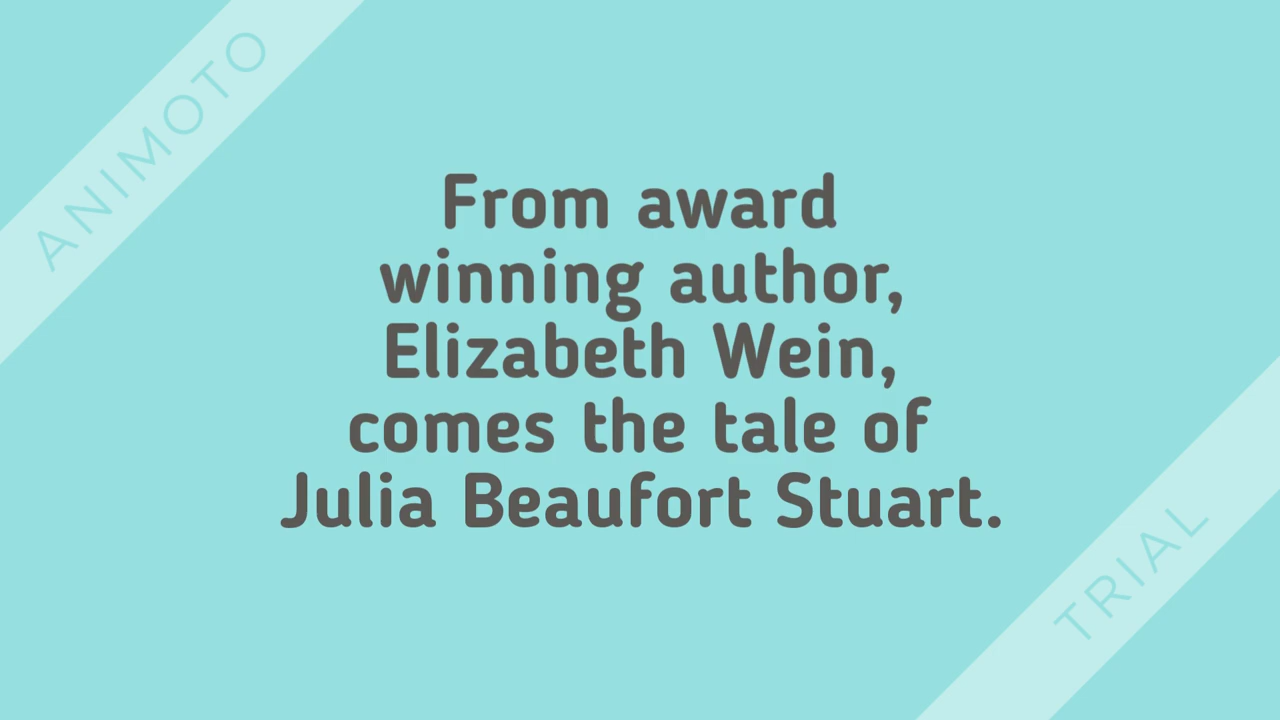 ANIMOTO
From award
winning author,
Elizabeth Wein,
comes the tale of
Julia Beaufort Stuart.
TRIAL